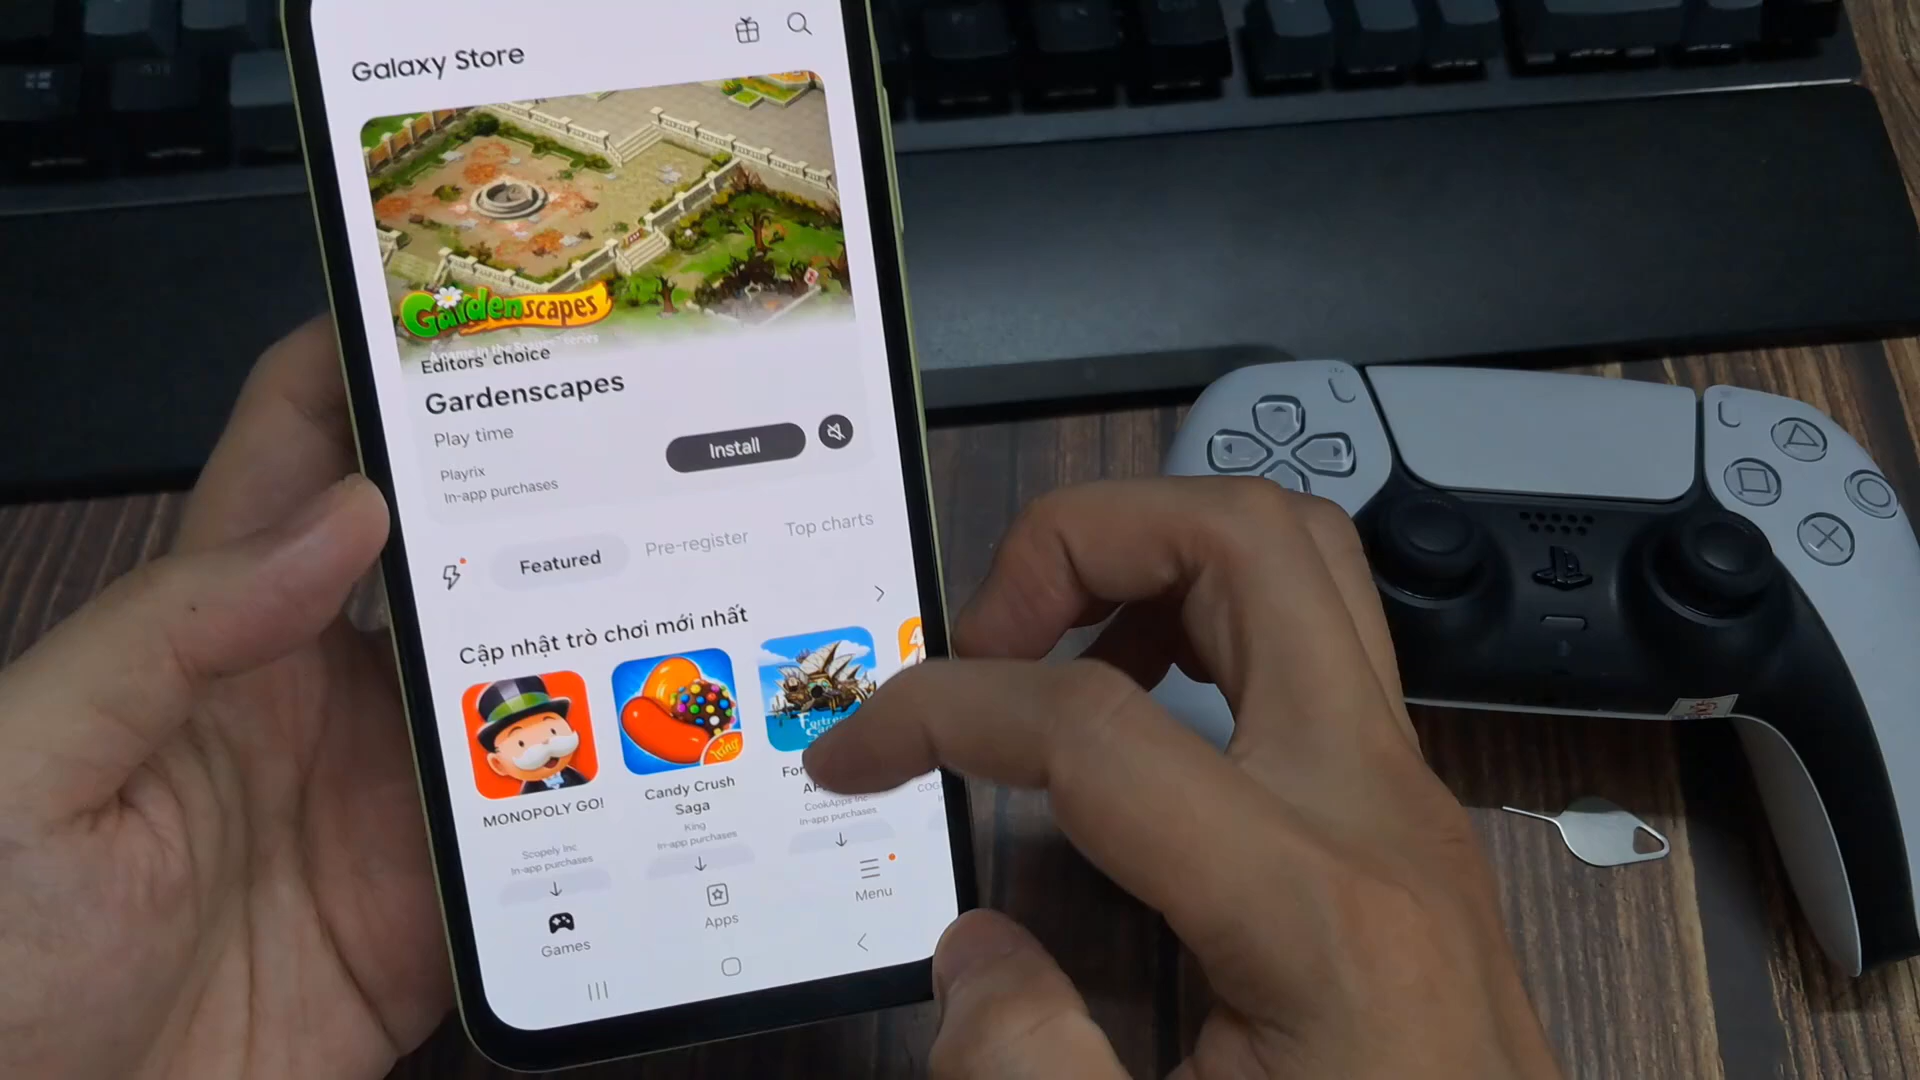 Galaxy Store
Gardenscapes
Editors' choice
Gardenscapes
Play time
Install
Playrix
In-app purchases
Featured
Pre-register
Top charts
Cập nhật trò chơi mới nhất
King
MONOPOLY GO!
Scopely Inc
In-app purchases
Candy Crush
Saga
King
In-app purchases
CookApps Inc
In-app purchases
Games
Apps
Menu